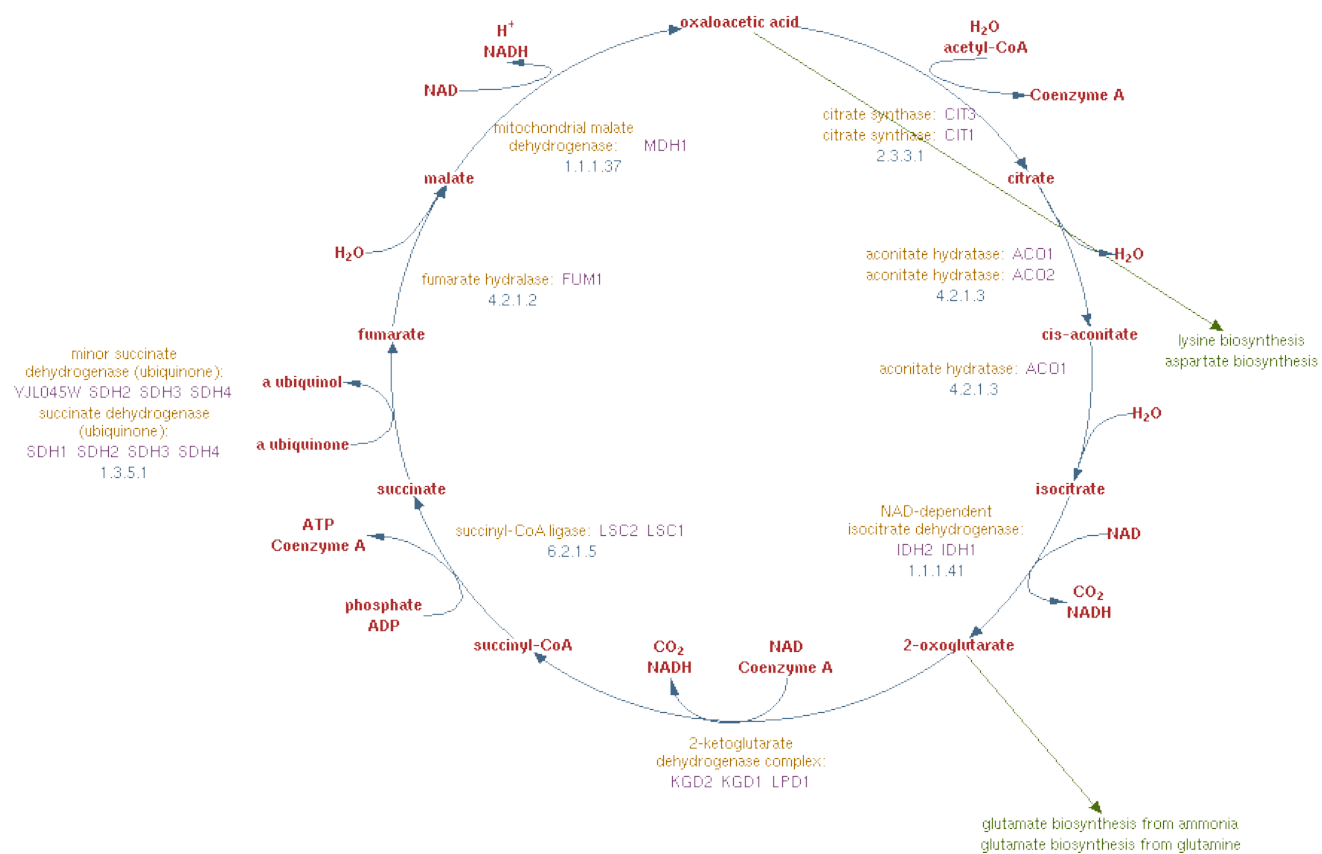 oxaloacetic acid
H⁺
NADH
NAD
H₂O
acetyl-CoA
Coenzyme A
citrate synthase: CIT3
citrate synthase: CIT1
2.3.3.1
mitochondrial malate
dehydrogenase: MDH1
1.1.1.37
malate
citrate
H₂O
H₂O
aconitate hydratase: ACO1
aconitate hydratase: ACO2
4.2.1.3
fumarate hydralase: FUM1
4.2.1.2
fumarate
cis-aconitate
lysine biosynthesis
aspartate biosynthesis
minor succinate
dehydrogenase (ubiquinone):
YJL045W SDH2 SDH3 SDH4
succinate dehydrogenase
(ubiquinone):
SDH1 SDH2 SDH3 SDH4
1.3.5.1
a ubiquinol
a ubiquinone
aconitate hydratase: ACO1
4.2.1.3
H₂O
succinate
isocitrate
ATP
Coenzyme A
succinyl-CoA ligase: LSC2 LSC1
6.2.1.5
NAD-dependent
isocitrate dehydrogenase:
IDH2 IDH1
1.1.1.41
NAD
CO₂
NADH
phosphate
ADP
succinyl-CoA
CO₂
NADH
NAD
Coenzyme A
2-oxoglutarate
2-ketoglutarate
dehydrogenase complex:
KGD2 KGD1 LPD1
glutamate biosynthesis from ammonia
glutamate biosynthesis from glutamine